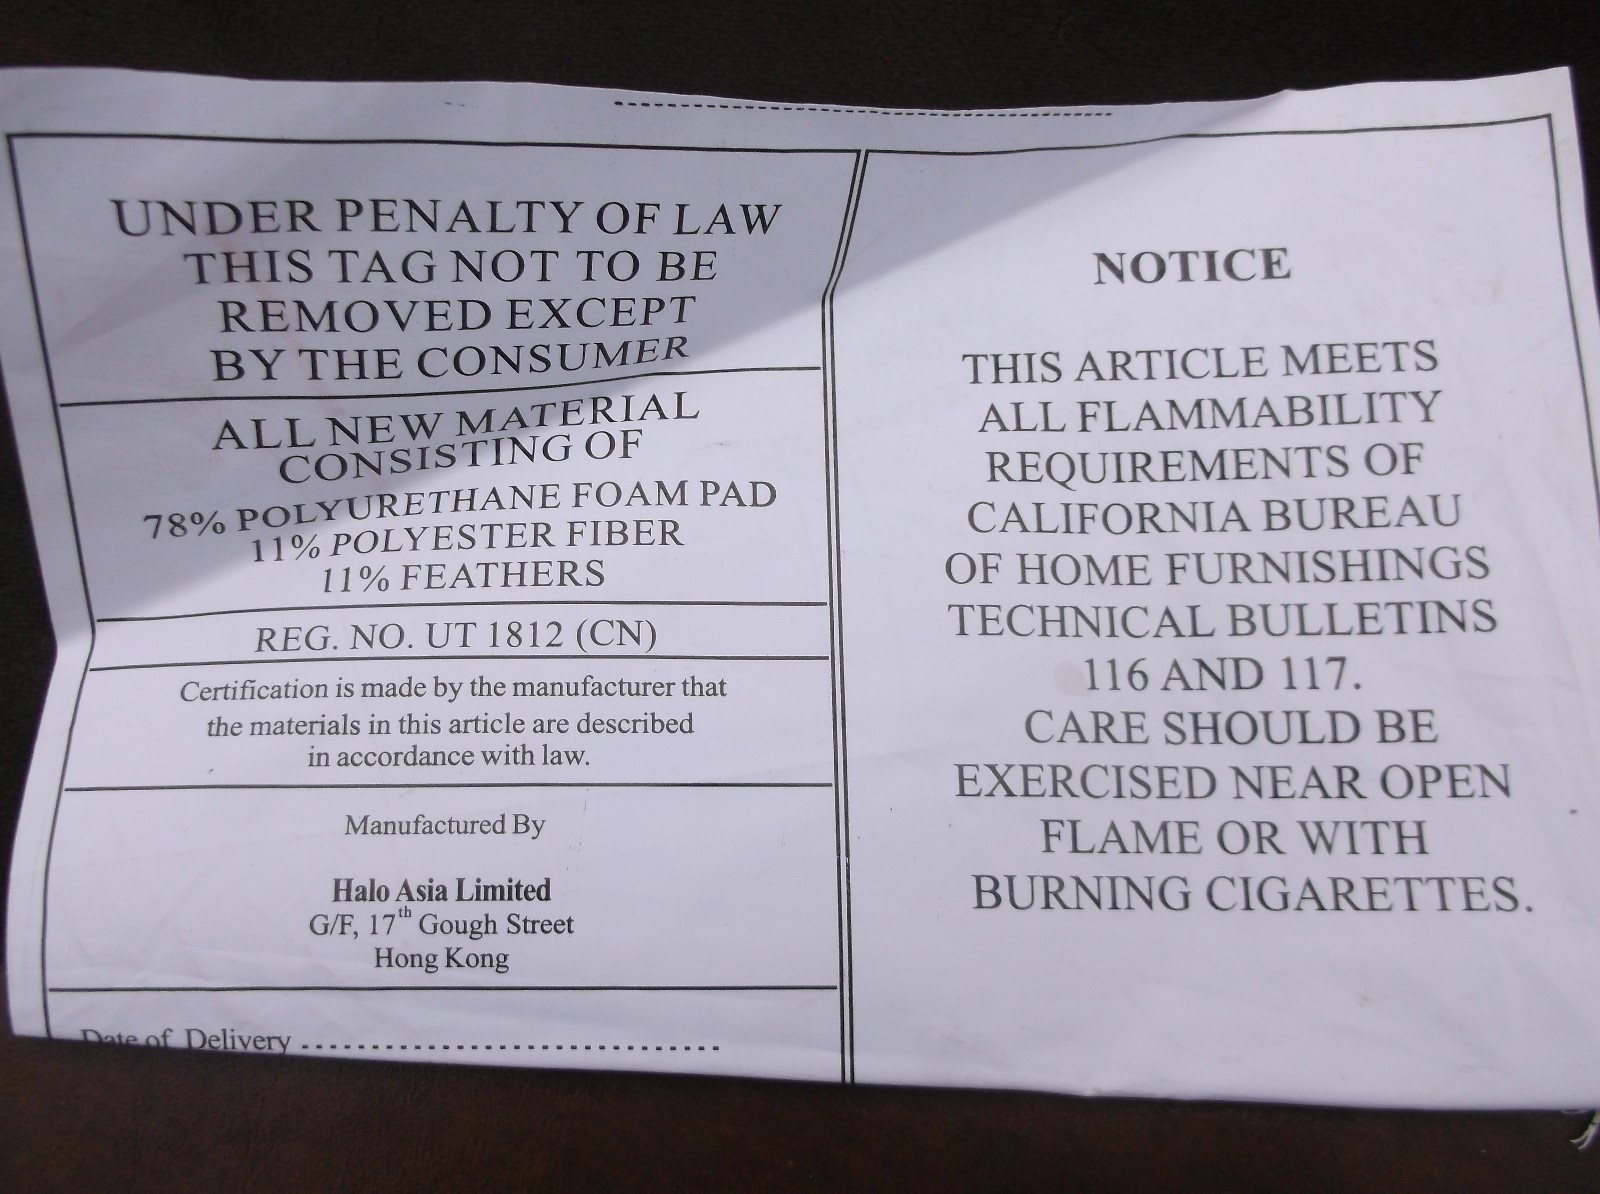 UNDER PENALTY OF LAW
THIS TAG NOT TO BE
REMOVED EXCEPT
BY THE CONSUMER
ALL NEW MATERIAL
CONSISTING OF
78% POLYURETHANE FOAM PAD
11% POLYESTER FIBER
11% FEATHERS
REG. NO. UT 1812 (CN)
Certification is made by the manufacturer that
the materials in this article are described
in accordance with law.
Manufactured By
Halo Asia Limited
G/F, 17th Gough Street
Hong Kong
Date of Delivery ..............................
NOTICE
THIS ARTICLE MEETS
ALL FLAMMABILITY
REQUIREMENTS OF
CALIFORNIA BUREAU
OF HOME FURNISHINGS
TECHNICAL BULLETINS
116 AND 117.
CARE SHOULD BE
EXERCISED NEAR OPEN
FLAME OR WITH
BURNING CIGARETTES.